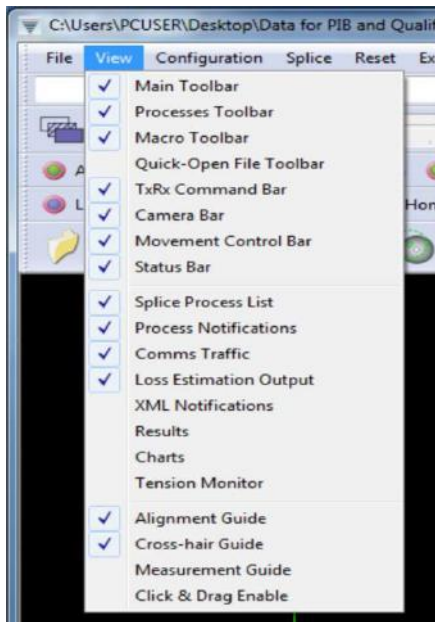 C:\Users\PCUSER\Desktop\Data for PIB and Qualif
File View Configuration Splice Reset Ex
Main Toolbar
Processes Toolbar
Macro Toolbar
Quick-Open File Toolbar
A
TxRx Command Bar
L
Camera Bar
Hon
Movement Control Bar
Status Bar
Splice Process List
Process Notifications
Comms Traffic
Loss Estimation Output
XML Notifications
Results
Charts
Tension Monitor
Alignment Guide
Cross-hair Guide
Measurement Guide
Click & Drag Enable